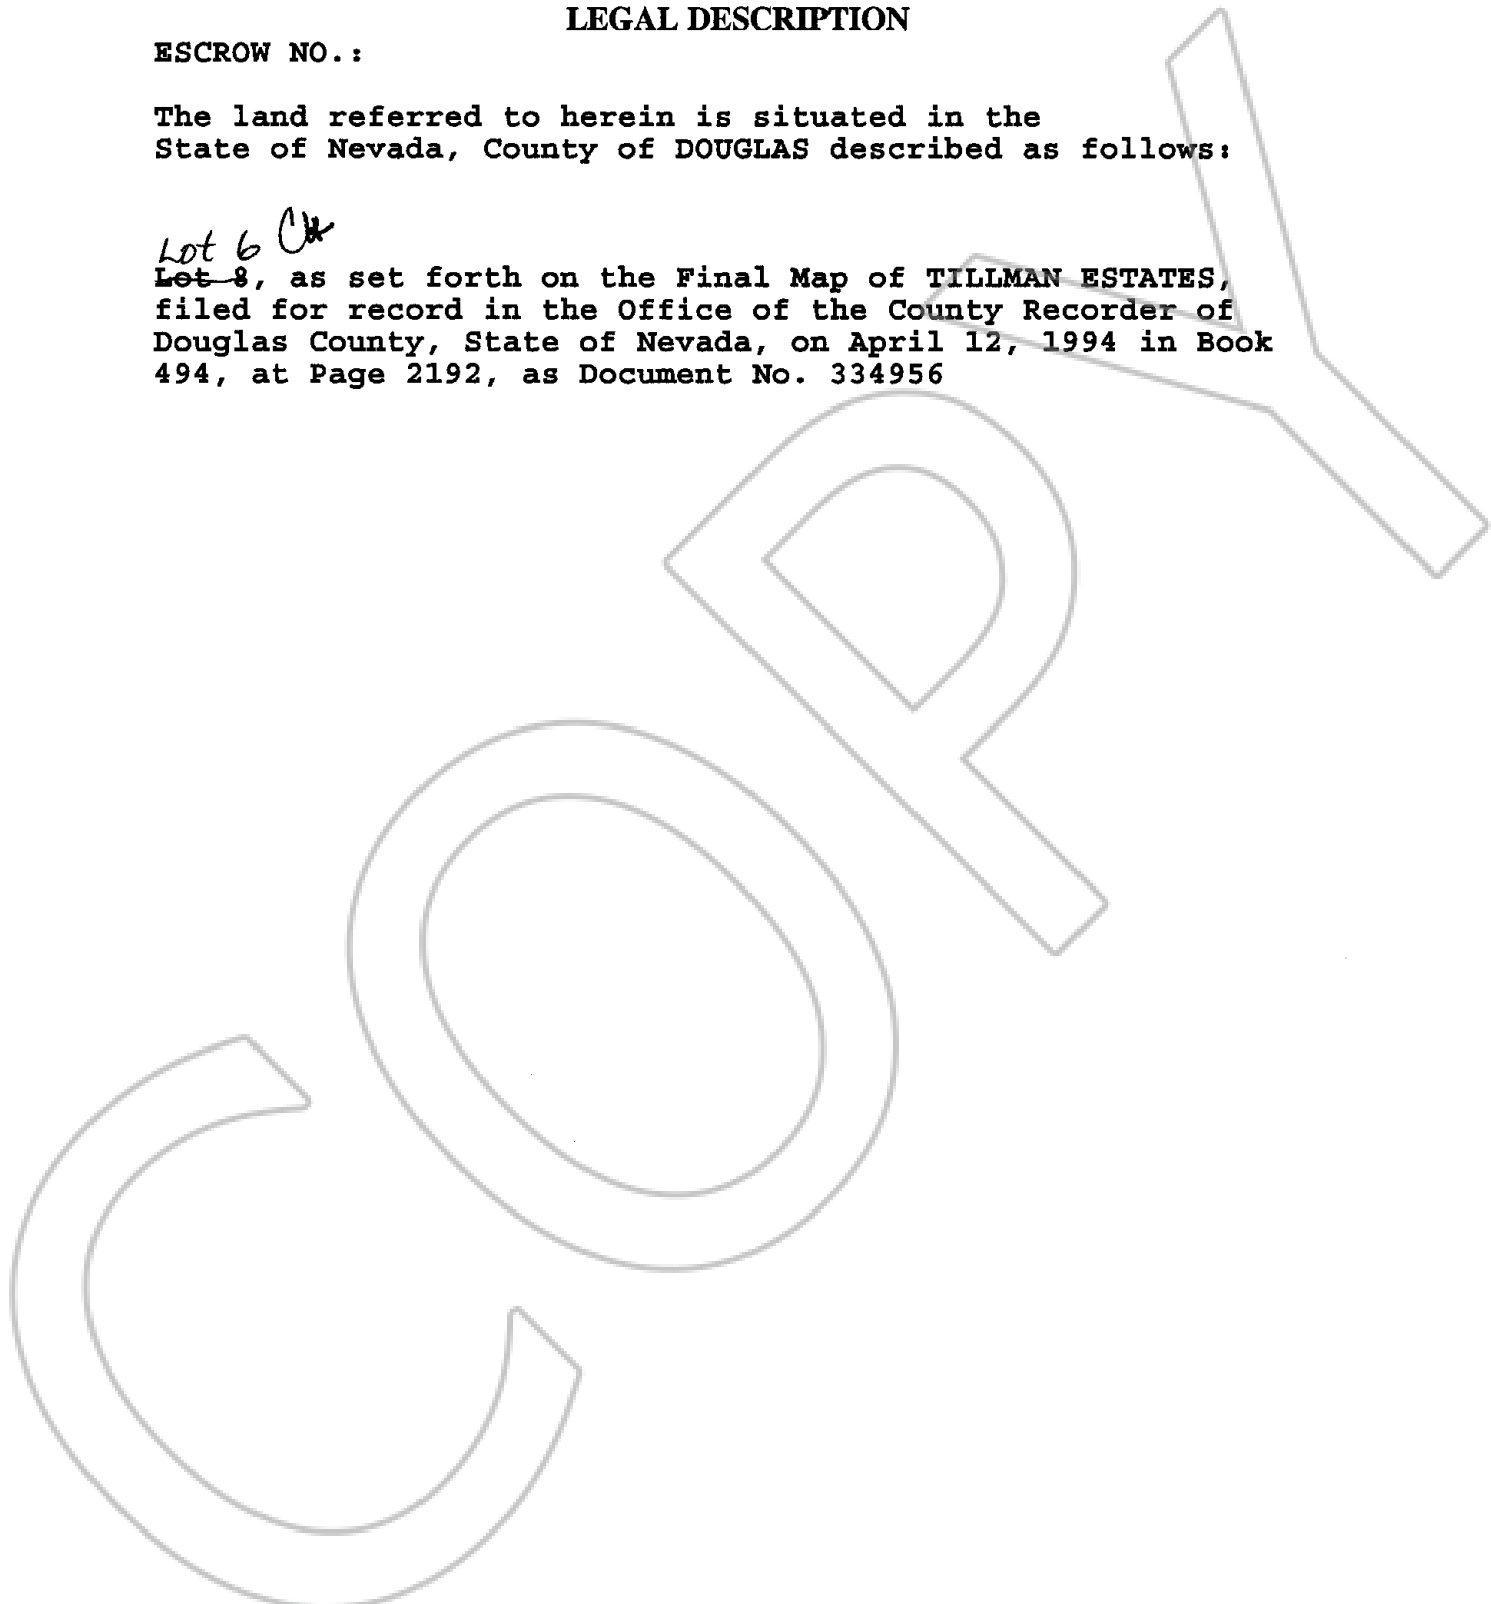 LEGAL DESCRIPTION
ESCROW NO.:
The land referred to herein is situated in the
State of Nevada, County of DOUGLAS described as follows:
Lot 6 CH
Lot 8, as set forth on the Final Map of TILLMAN ESTATES,
filed for record in the Office of the County Recorder of
Douglas County, State of Nevada, on April 12, 1994 in Book
494, at Page 2192, as Document No. 334956
COPY